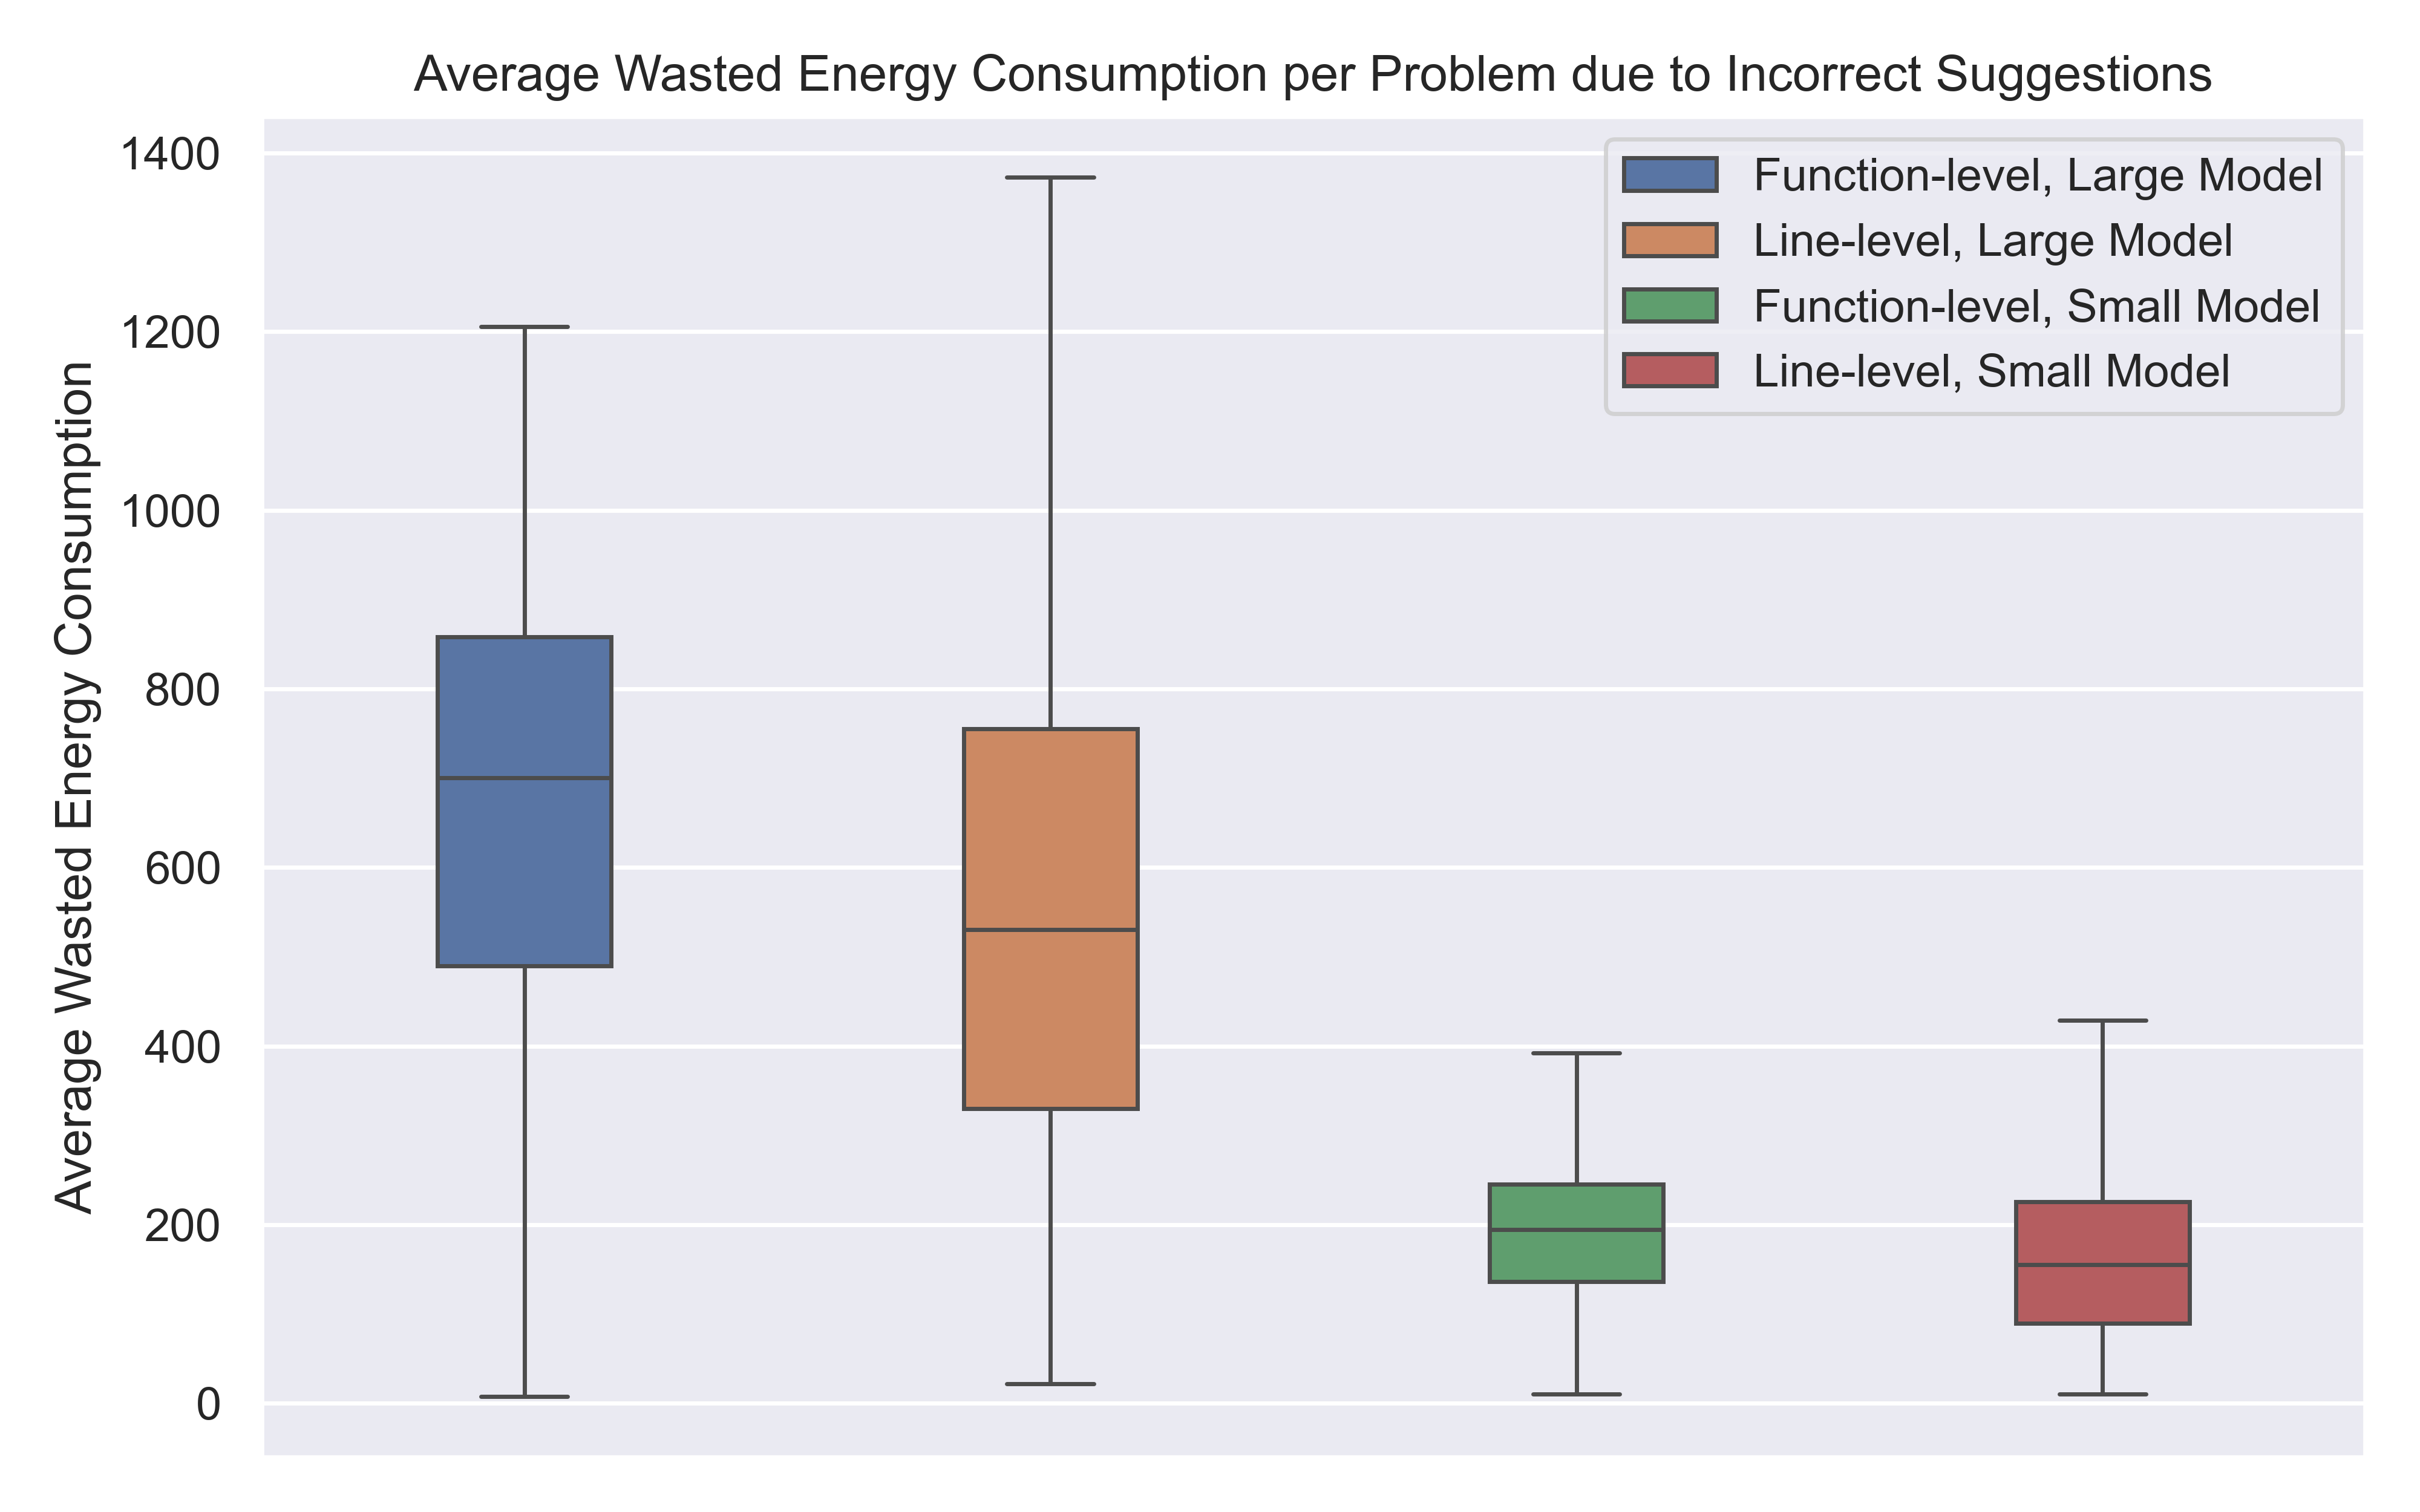 Average Wasted Energy Consumption per Problem due to Incorrect Suggestions
1400
1200
1000
800
600
400
200
0
Average Wasted Energy Consumption
Function-level, Large Model
Line-level, Large Model
Function-level, Small Model
Line-level, Small Model